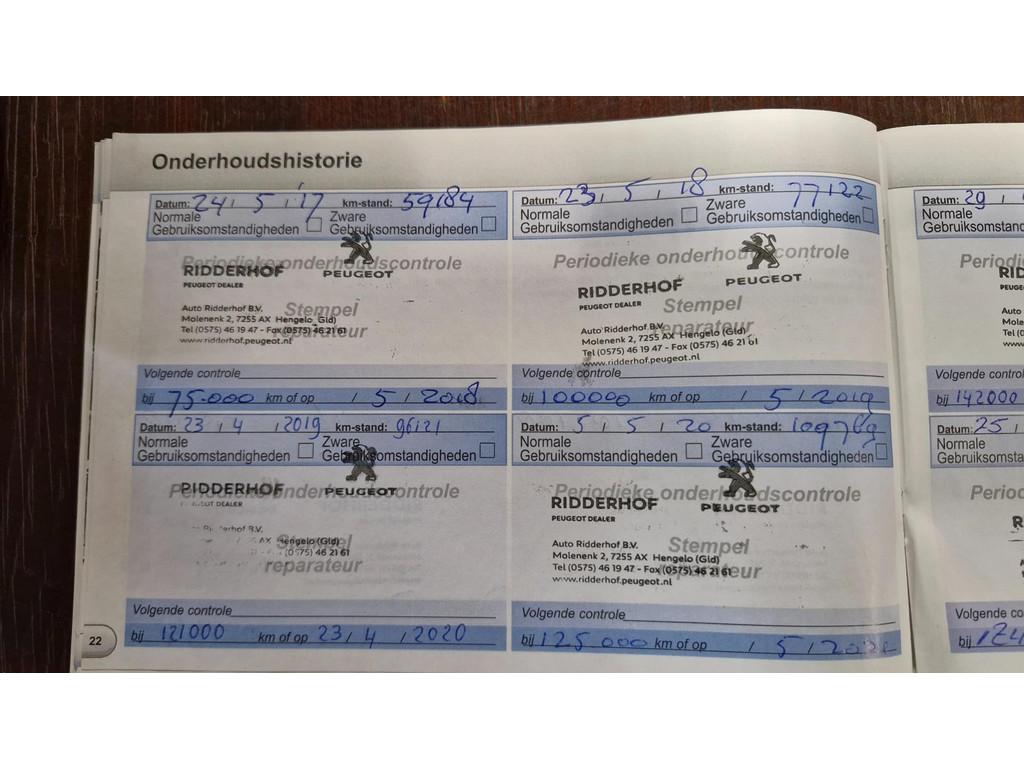 Onderhoudshistorie
Datum: 24 / 5 / '17 km-stand: 59184
Normale Gebruiksomstandigheden
Zware Gebruiksomstandigheden
Periodieke onderhoudscontrole
RIDDERHOF
PEUGEOT DEALER
PEUGEOT
Stempel reparateur
Auto Ridderhof B.V.
Molenenk 2, 7255 AX Hengelo (Gld)
Tel (0575) 46 19 47 - Fax (0575) 46 21 61
www.ridderhof.peugeot.nl
Volgende controle
bij 75.000 km of op / 5 / 2018
Datum: 23 / 5 / 18 km-stand: 77122
Normale Gebruiksomstandigheden
Zware Gebruiksomstandigheden
Periodieke onderhoudscontrole
RIDDERHOF
PEUGEOT DEALER
PEUGEOT
Stempel reparateur
Auto Ridderhof B.V.
Molenenk 2, 7255 AX Hengelo (Gld)
Tel (0575) 46 19 47 - Fax (0575) 46 21 61
www.ridderhof.peugeot.nl
Volgende controle
bij 100000 km of op / 5 / 2019
Datum: 23 / 4 / 2019 km-stand: 96121
Normale Gebruiksomstandigheden
Zware Gebruiksomstandigheden
Periodieke onderhoudscontrole
RIDDERHOF
DEALER
PEUGEOT
Stempel reparateur
AX Hengelo (Gld)
(0575) 46 21 61
Volgende controle
bij 121000 km of op 23 / 4 / 2020
Datum: 5 / 5 / 20 km-stand:
Normale Gebruiksomstandigheden
Zware Gebruiksomstandigheden
Periodieke onderhoudscontrole
RIDDERHOF
PEUGEOT DEALER
PEUGEOT
Stempel reparateur
Auto Ridderhof B.V.
Molenenk 2, 7255 AX Hengelo (Gld)
Tel (0575) 46 19 47 - Fax (0575) 46 21 61
www.ridderhof.peugeot.nl
Volgende controle
bij 125.000 km of op / 5 /
22
Datum: 29 /
Normale
Gebruiksomstan
Volgende
bij 142000
Datum: 25 /
Normale
Gebruiksomstan
Volgende
bij